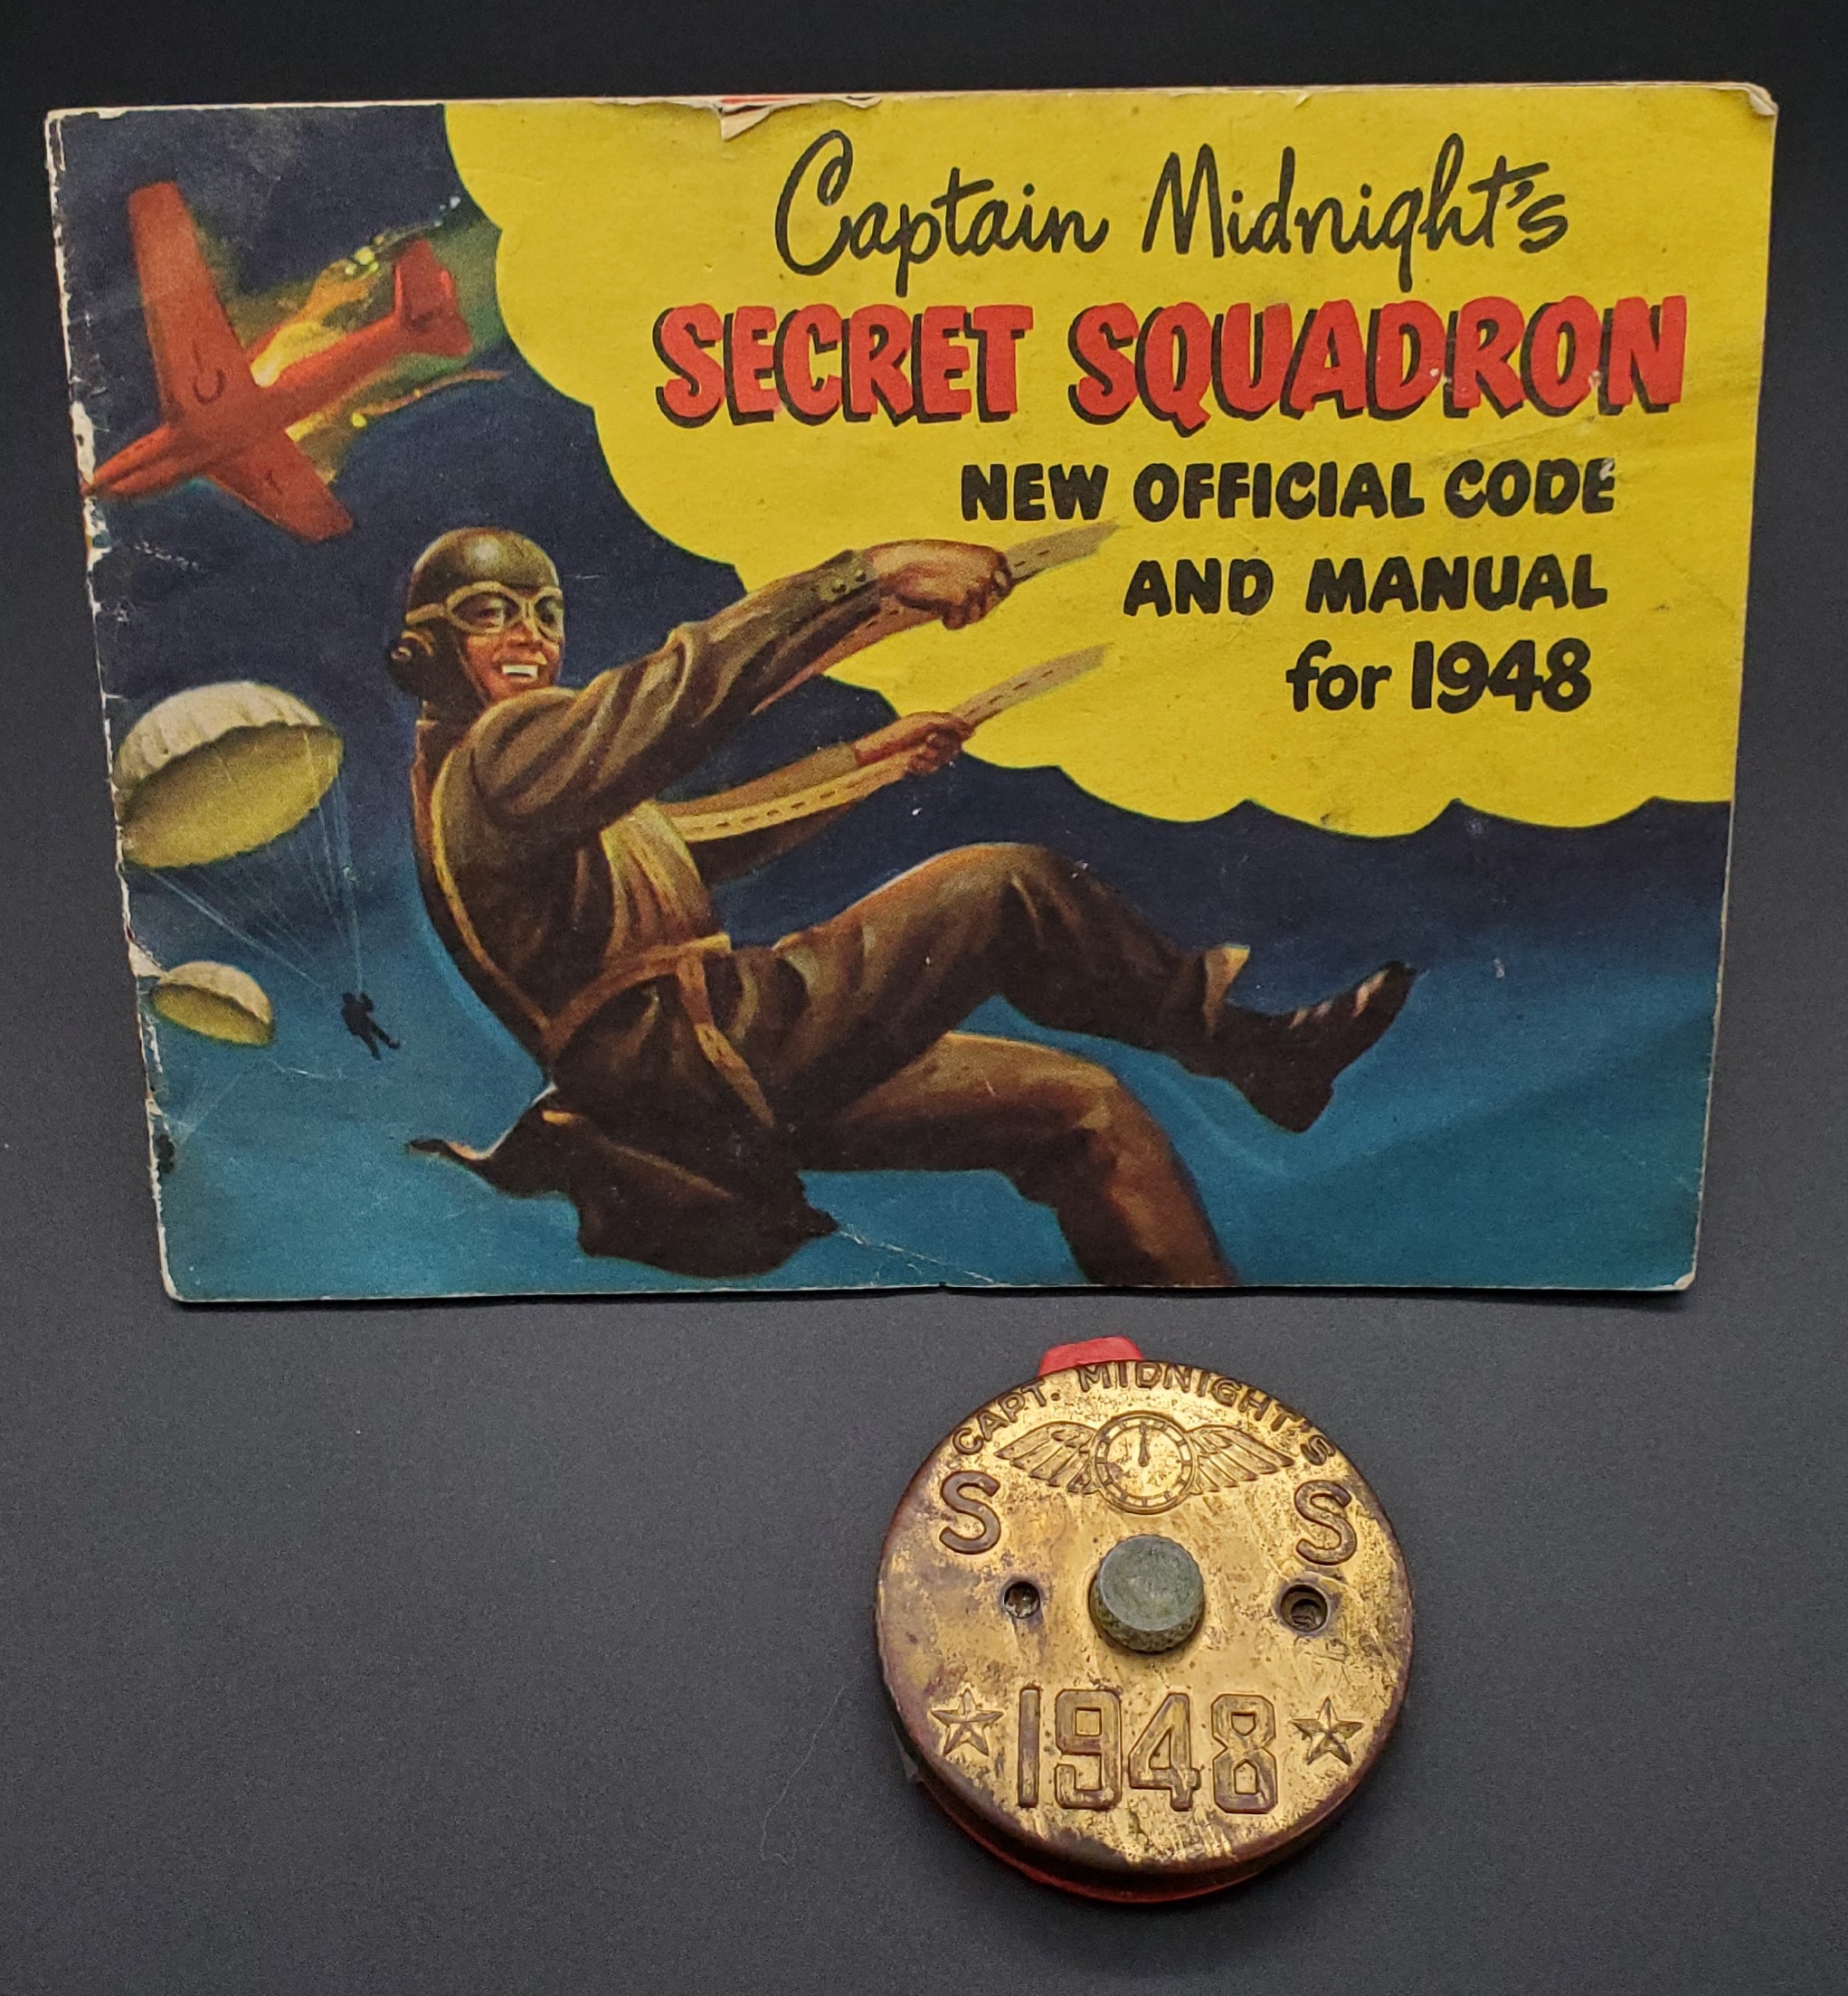 Captain Midnight's
SECRET SQUADRON
NEW OFFICIAL CODE
AND MANUAL
for 1948
CAPT. MIDNIGHT'S
S S
1948